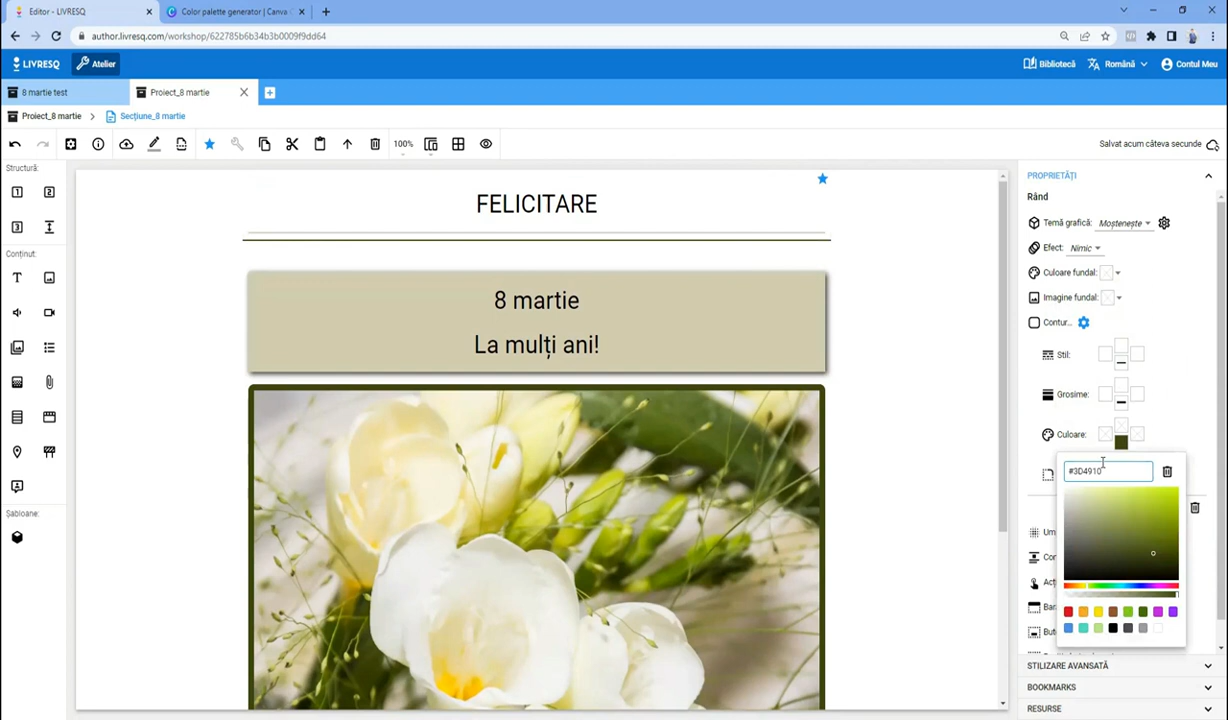 Editor - LIVRESQ
Color palette generator | Canva
author.livresq.com/workshop/622785b6b34b3b0009f9dd64
LIVRESQ
Atelier
Bibliotecă
Română
Contul Meu
8 martie test
Proiect_8 martie
Proiect_8 martie
Secțiune_8 martie
100%
Salvat acum câteva secunde
Structură:
1
2
3
Conținut:
Șabloane:
FELICITARE
8 martie
La mulți ani!
PROPRIETĂȚI
Rând
Temă grafică: Moștenește
Efect: Nimic
Culoare fundal:
Imagine fundal:
Contur...
Stil:
Grosime:
Culoare:
#3D4910
STILIZARE AVANSATĂ
BOOKMARKS
RESURSE